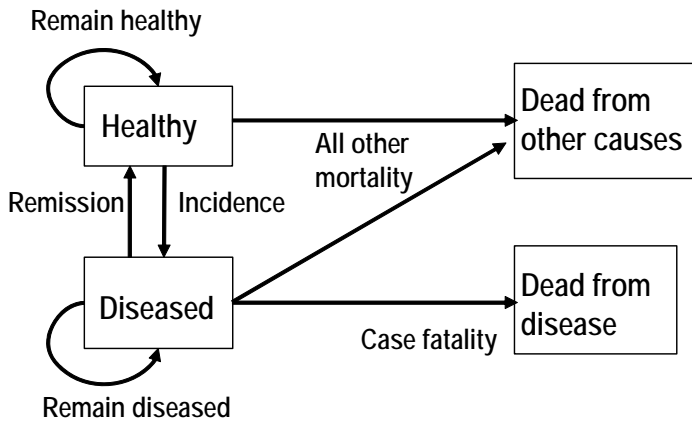 Remain healthy
Healthy
Dead from
other causes
All other
mortality
Remission
Incidence
Diseased
Dead from
disease
Case fatality
Remain diseased